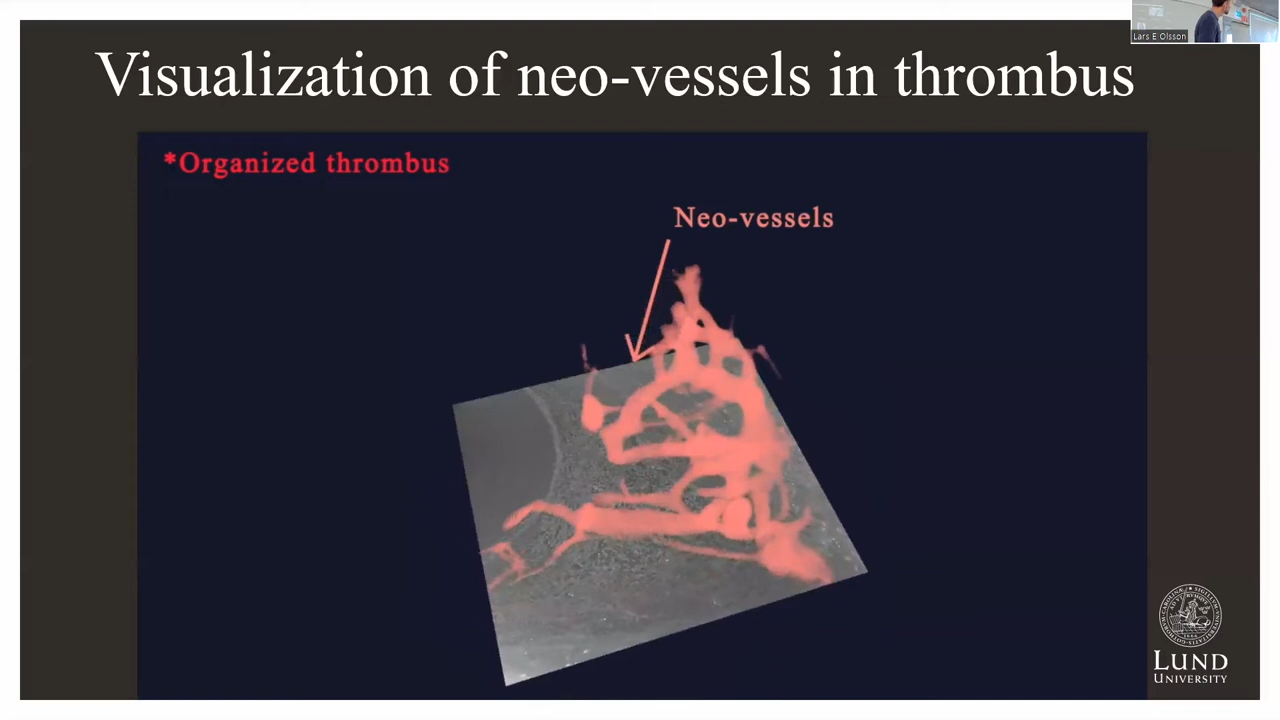 Lars E Olsson
Visualization of neo-vessels in thrombus
*Organized thrombus
Neo-vessels
LUND
UNIVERSITY